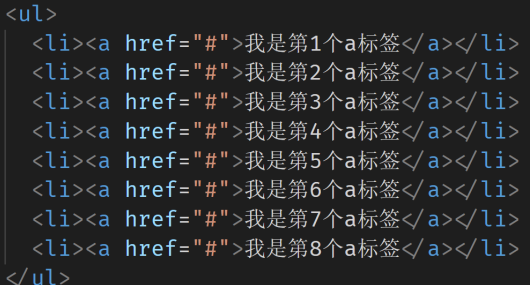 <ul>
<li><a href="#">我是第1个a标签</a></li>
<li><a href="#">我是第2个a标签</a></li>
<li><a href="#">我是第3个a标签</a></li>
<li><a href="#">我是第4个a标签</a></li>
<li><a href="#">我是第5个a标签</a></li>
<li><a href="#">我是第6个a标签</a></li>
<li><a href="#">我是第7个a标签</a></li>
<li><a href="#">我是第8个a标签</a></li>
</ul>